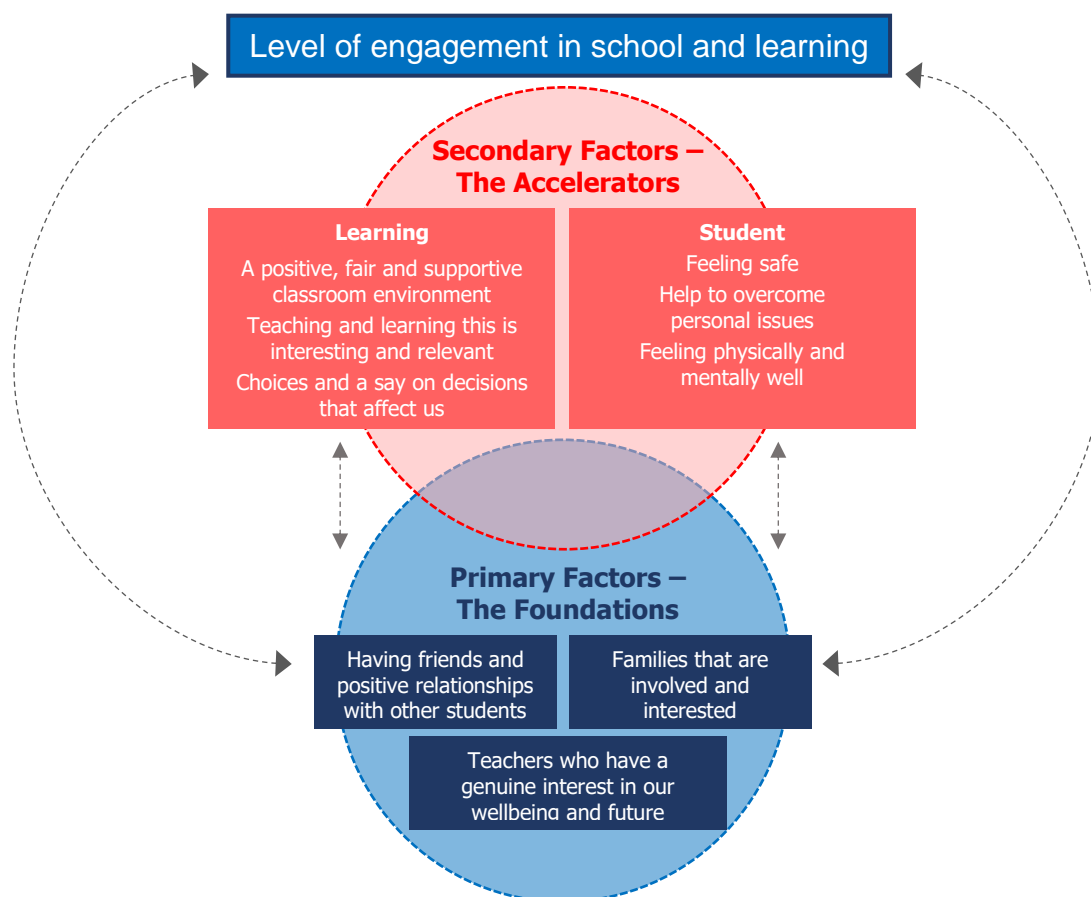 Level of engagement in school and learning
Secondary Factors –
The Accelerators
Learning
A positive, fair and supportive
classroom environment
Teaching and learning this is
interesting and relevant
Choices and a say on decisions
that affect us
Student
Feeling safe
Help to overcome
personal issues
Feeling physically and
mentally well
Primary Factors –
The Foundations
Having friends and
positive relationships
with other students
Families that are
involved and
interested
Teachers who have a
genuine interest in our
wellbeing and future